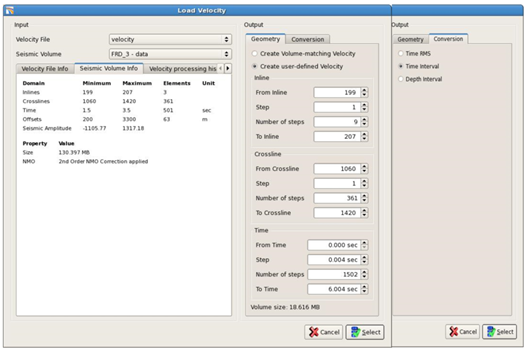 Load Velocity
Input
Velocity File velocity
Seismic Volume FRD_3 - data
Velocity File Info Seismic Volume Info Velocity processing his
Domain Minimum Maximum Elements Unit
Inlines 199 207 3
Crosslines 1060 1420 361
Time 1.5 3.5 501 sec
Offsets 200 3300 63 m
Seismic Amplitude -1105.77 1317.18
Property Value
Size 130.397 MB
NMO 2nd Order NMO Correction applied
Output
Geometry Conversion
Create Volume-matching Velocity
Create user-defined Velocity
Inline
From Inline 199
Step 1
Number of steps 9
To Inline 207
Crossline
From Crossline 1060
Step 1
Number of steps 361
To Crossline 1420
Time
From Time 0.000 sec
Step 0.004 sec
Number of steps 1502
To Time 6.004 sec
Volume size: 18.616 MB
Cancel Select
Output
Geometry Conversion
Time RMS
Time Interval
Depth Interval
Cancel Select